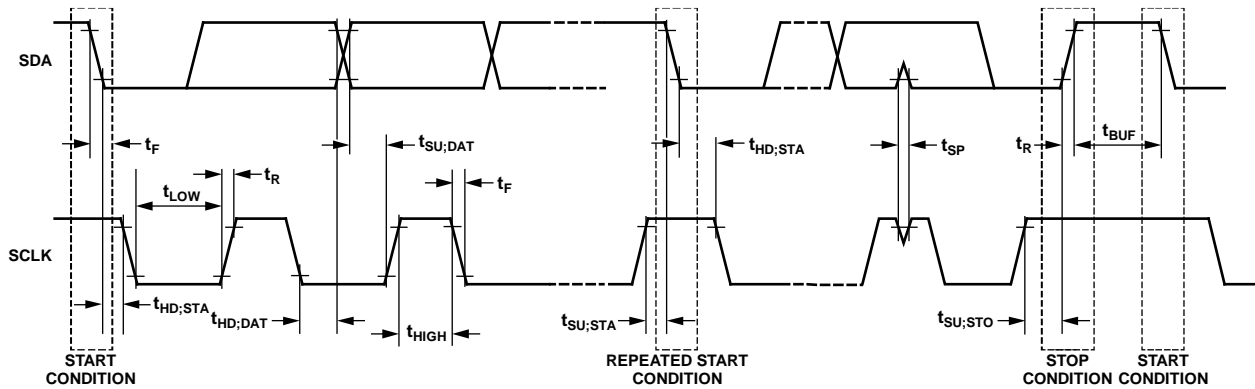 SDA
t_F
t_SU;DAT
t_HD;STA
t_SP
t_R
t_BUF
t_LOW
t_R
t_F
SCLK
t_HD;STA
t_HD;DAT
t_HIGH
t_SU;STA
t_SU;STO
START
CONDITION
REPEATED START
CONDITION
STOP
CONDITION
START
CONDITION